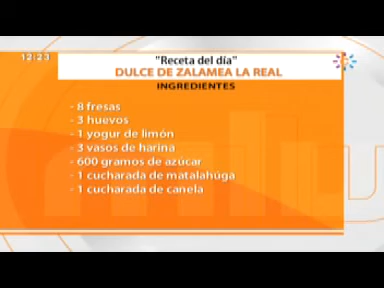 12:23
"Receta del día"
DULCE DE ZALAMEA LA REAL
INGREDIENTES
- 8 fresas
- 3 huevos
- 1 yogur de limón
- 3 vasos de harina
- 600 gramos de azúcar
- 1 cucharada de matalahúga
- 1 cucharada de canela